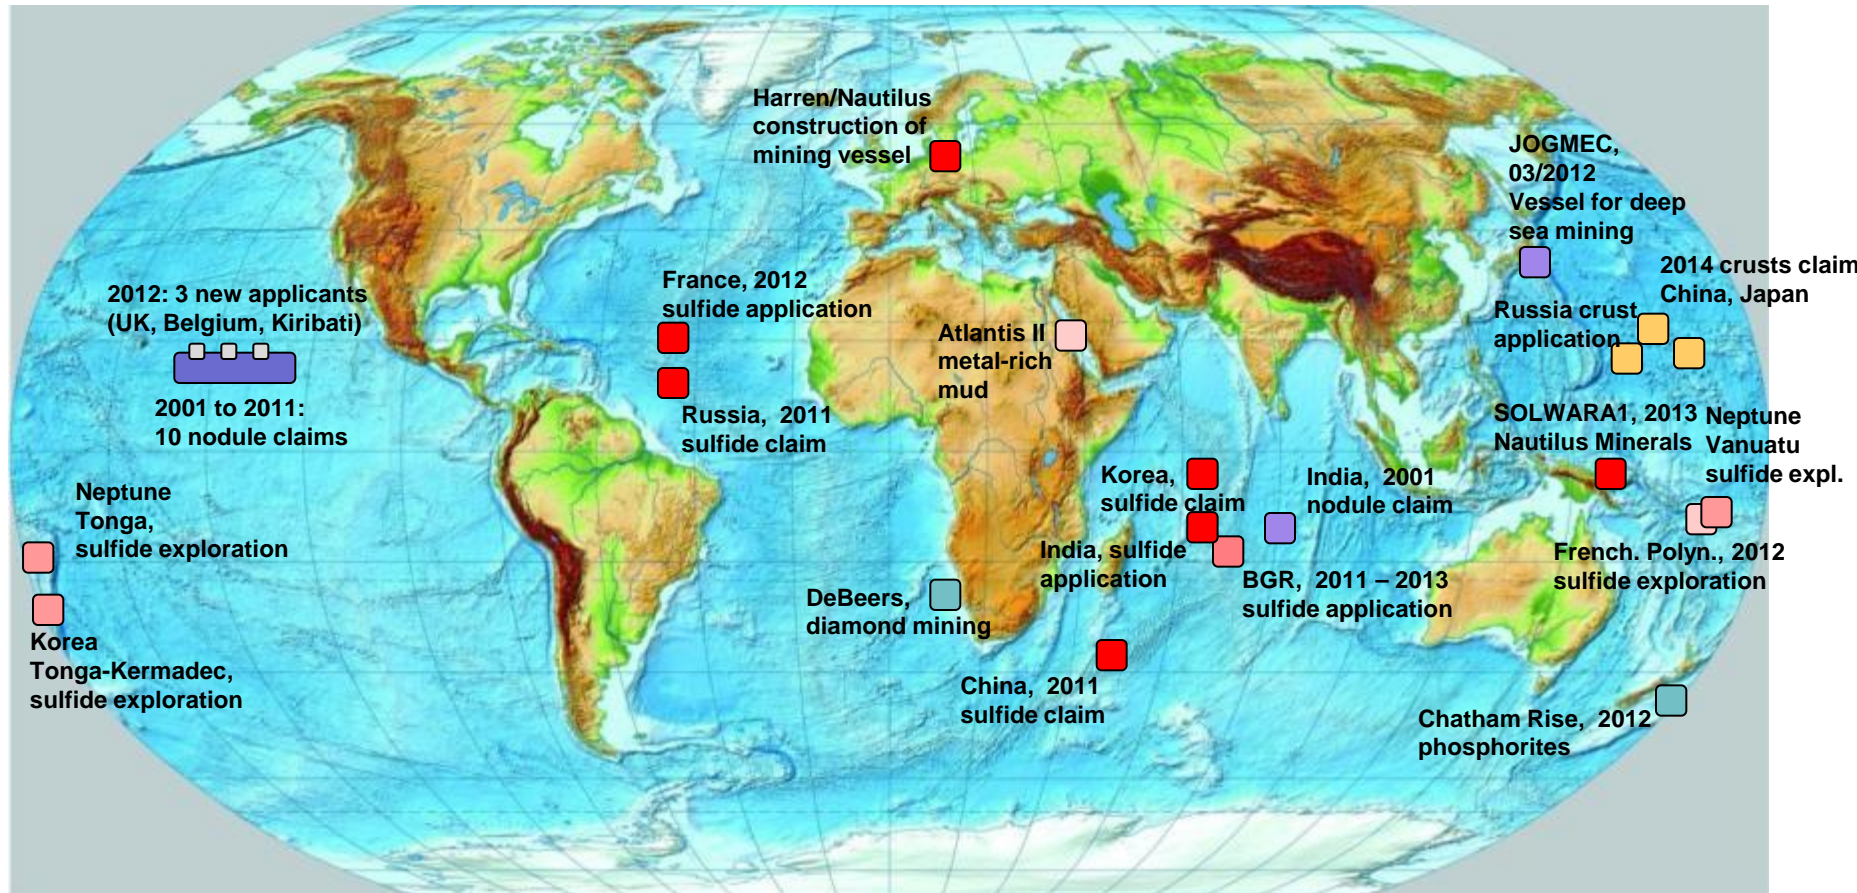 Harren/Nautilus
construction of
mining vessel
JOGMEC,
03/2012
Vessel for deep
sea mining
2014 crusts claim
China, Japan
Russia crust
application
France, 2012
sulfide application
Russia, 2011
sulfide claim
2012: 3 new applicants
(UK, Belgium, Kiribati)
2001 to 2011:
10 nodule claims
Atlantis II
metal-rich
mud
SOLWARA1, 2013
Nautilus Minerals
Neptune
Vanuatu
sulfide expl.
Korea,
sulfide claim
India, 2001
nodule claim
Neptune
Tonga,
sulfide exploration
India, sulfide
application
BGR, 2011 – 2013
sulfide application
French. Polyn., 2012
sulfide exploration
DeBeers,
diamond mining
Korea
Tonga-Kermadec,
sulfide exploration
China, 2011
sulfide claim
Chatham Rise, 2012
phosphorites